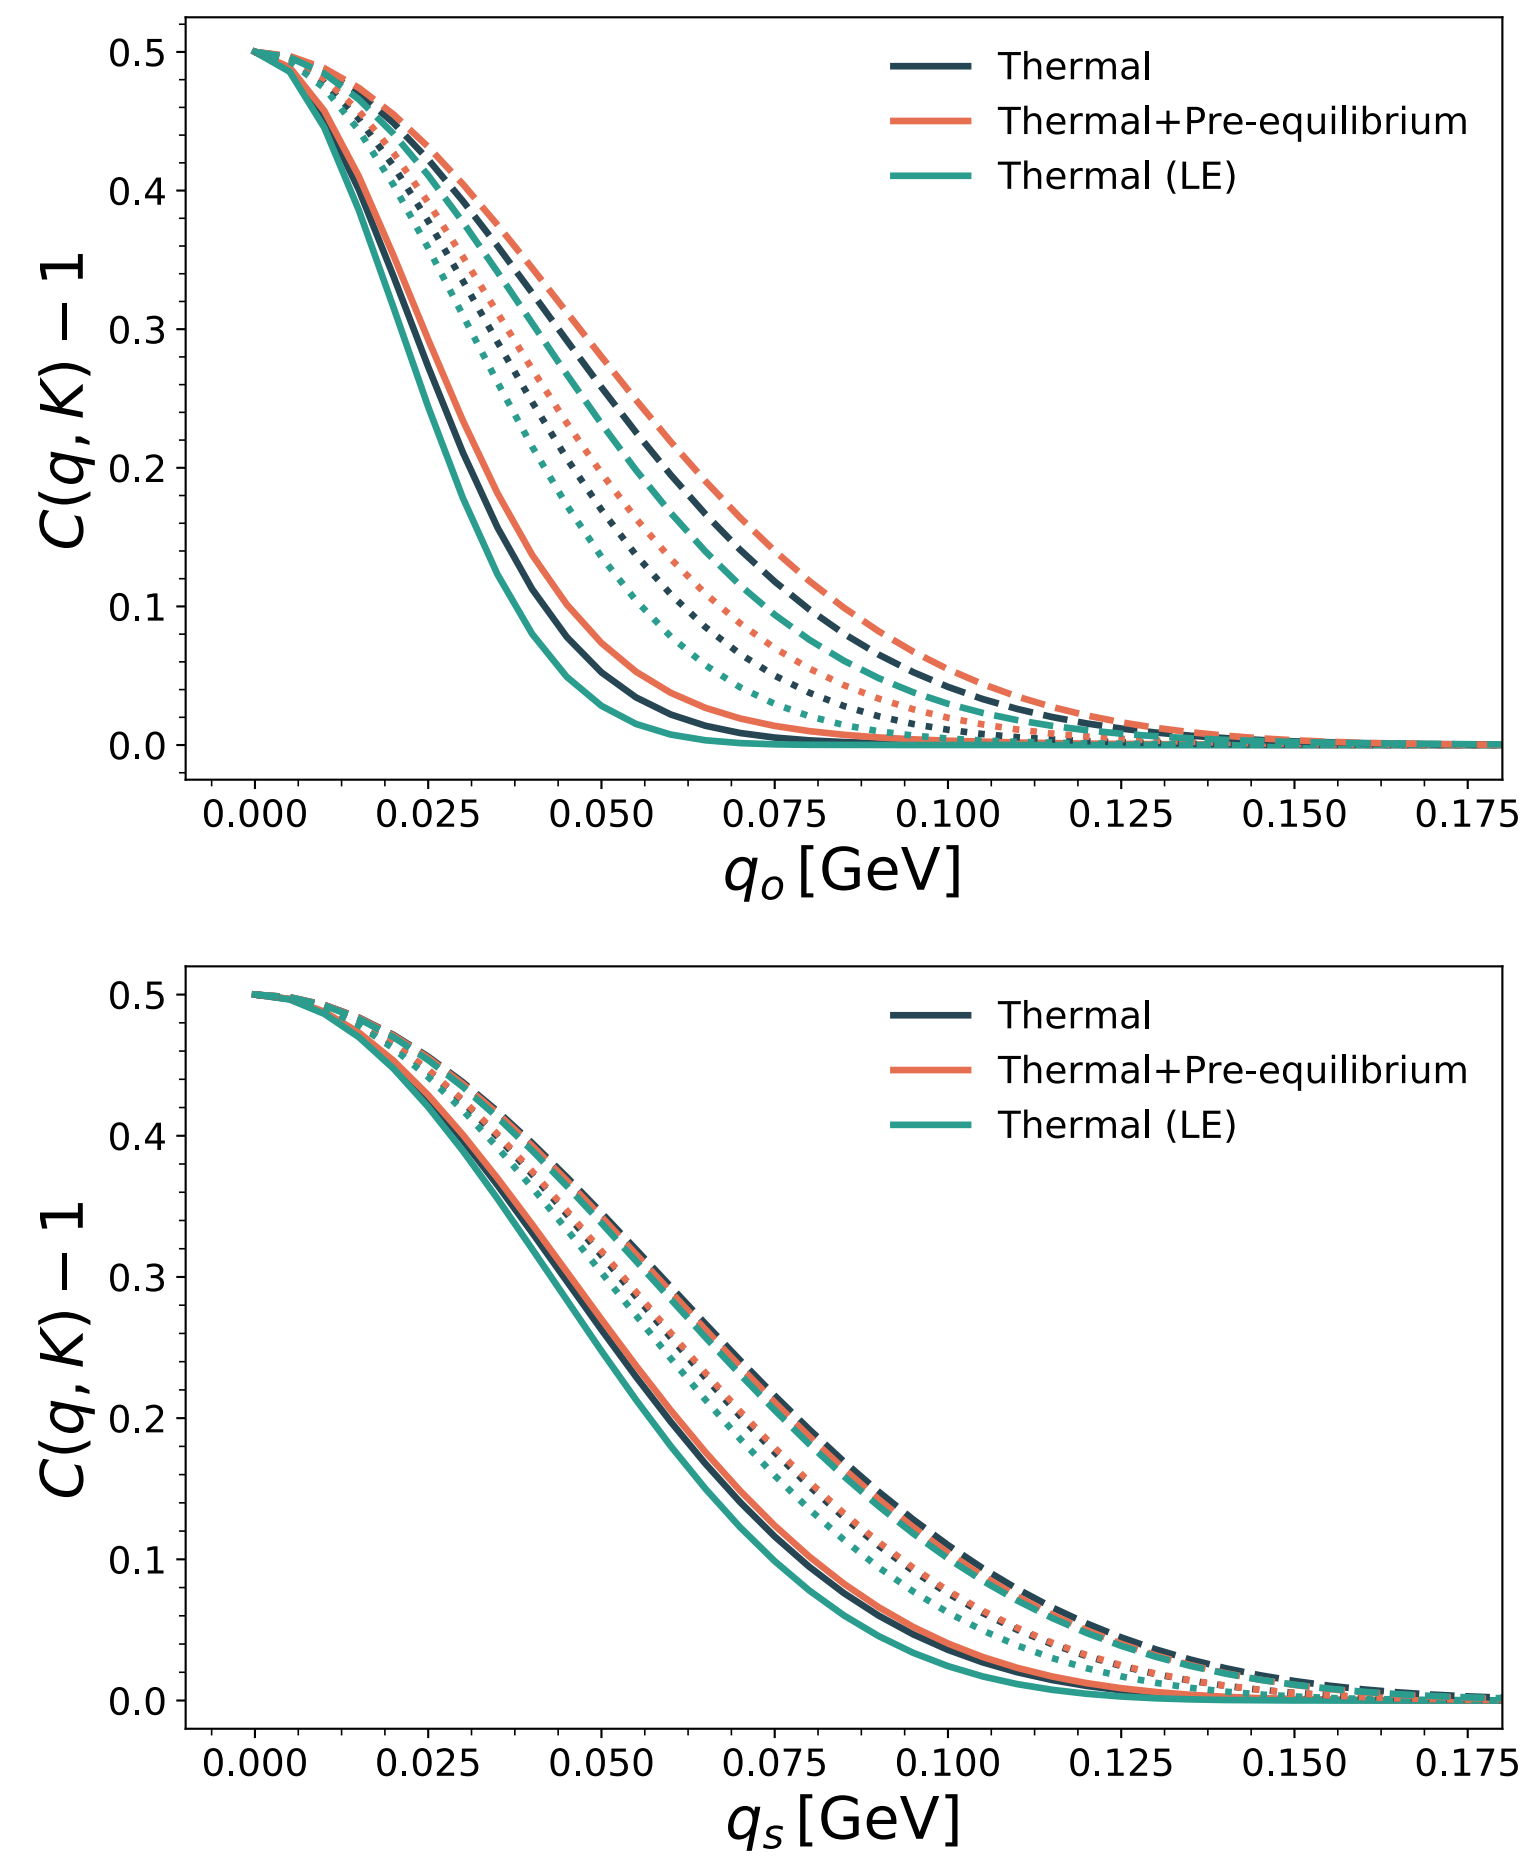 0.5
0.4
0.3
0.2
0.1
0.0
C(q, K) − 1
Thermal
Thermal+Pre-equilibrium
Thermal (LE)
0.000 0.025 0.050 0.075 0.100 0.125 0.150 0.175
q_o [GeV]
0.5
0.4
0.3
0.2
0.1
0.0
C(q, K) − 1
Thermal
Thermal+Pre-equilibrium
Thermal (LE)
0.000 0.025 0.050 0.075 0.100 0.125 0.150 0.175
q_s [GeV]